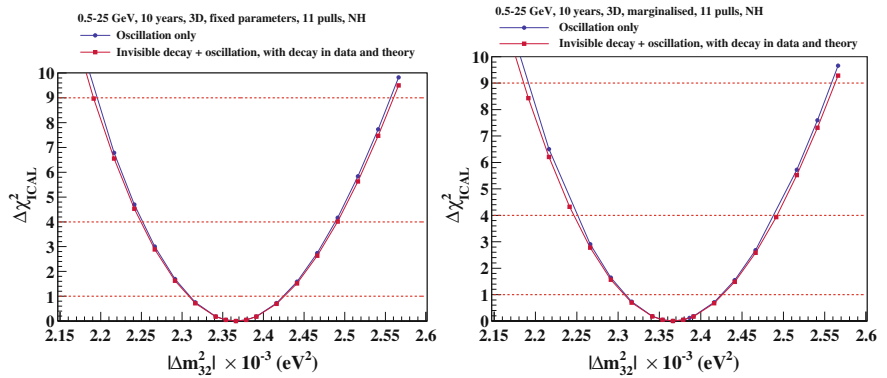 0.5-25 GeV, 10 years, 3D, fixed parameters, 11 pulls, NH
Oscillation only
Invisible decay + oscillation, with decay in data and theory
10
9
8
7
6
5
4
3
2
1
0
Δχ²_ICAL
2.15 2.2 2.25 2.3 2.35 2.4 2.45 2.5 2.55 2.6
|Δm²₃₂| × 10⁻³ (eV²)
0.5-25 GeV, 10 years, 3D, marginalised, 11 pulls, NH
Oscillation only
Invisible decay + oscillation, with decay in data and theory
10
9
8
7
6
5
4
3
2
1
0
Δχ²_ICAL
2.15 2.2 2.25 2.3 2.35 2.4 2.45 2.5 2.55 2.6
|Δm²₃₂| × 10⁻³ (eV²)